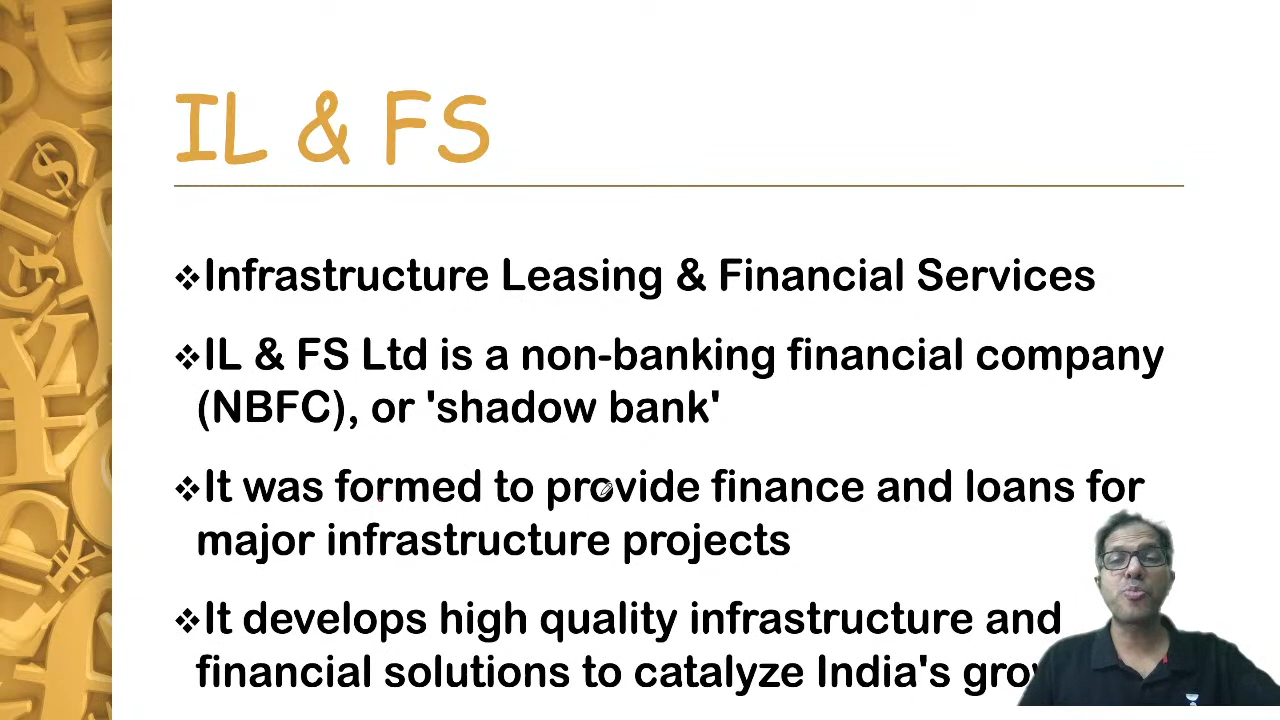 IL & FS
❖Infrastructure Leasing & Financial Services
❖IL & FS Ltd is a non-banking financial company
(NBFC), or 'shadow bank'
❖It was formed to provide finance and loans for
major infrastructure projects
❖It develops high quality infrastructure and
financial solutions to catalyze India's